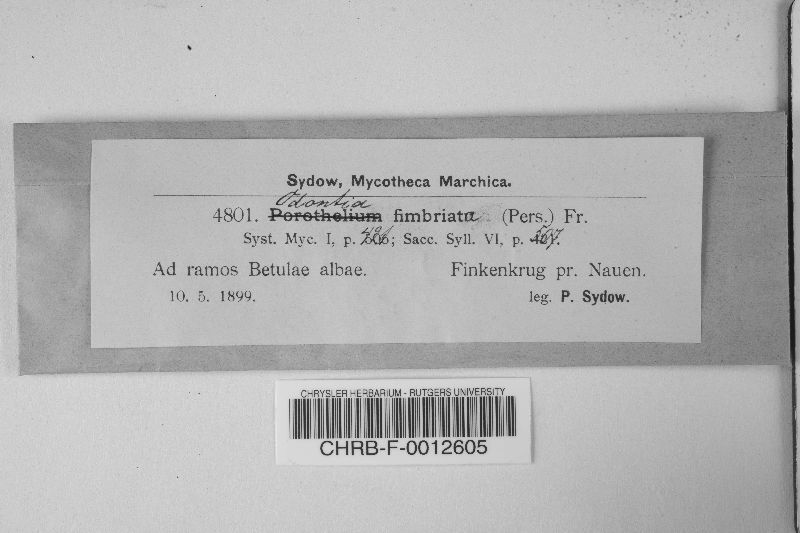 Sydow, Mycotheca Marchica.
Odontia
4801. Porothelium fimbriata (Pers.) Fr.
Syst. Myc. I, p. 506; Sacc. Syll. VI, p.
Ad ramos Betulae albae. Finkenkrug pr. Nauen.
10. 5. 1899. leg. P. Sydow.
CHRYSLER HERBARIUM - RUTGERS UNIVERSITY
CHRB-F-0012605